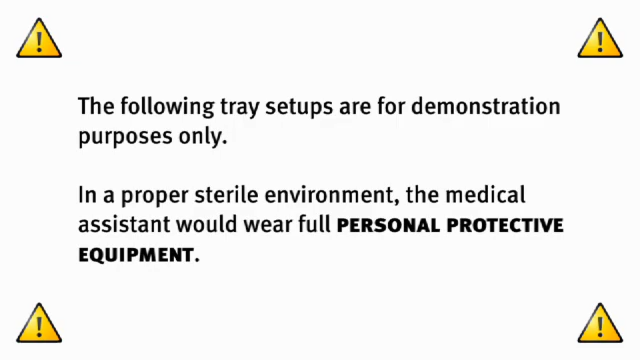 The following tray setups are for demonstration
purposes only.
In a proper sterile environment, the medical
assistant would wear full PERSONAL PROTECTIVE
EQUIPMENT.